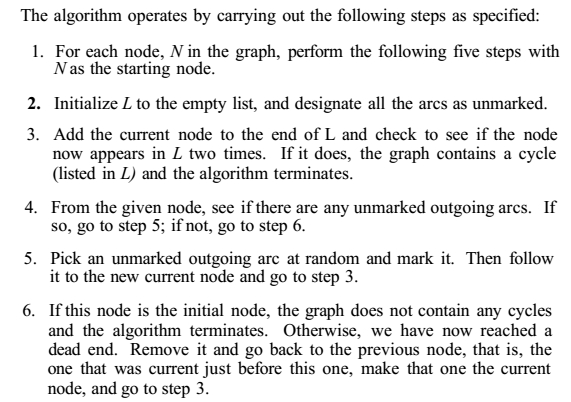 The algorithm operates by carrying out the following steps as specified:
1. For each node, N in the graph, perform the following five steps with
N as the starting node.
2. Initialize L to the empty list, and designate all the arcs as unmarked.
3. Add the current node to the end of L and check to see if the node
now appears in L two times. If it does, the graph contains a cycle
(listed in L) and the algorithm terminates.
4. From the given node, see if there are any unmarked outgoing arcs. If
so, go to step 5; if not, go to step 6.
5. Pick an unmarked outgoing arc at random and mark it. Then follow
it to the new current node and go to step 3.
6. If this node is the initial node, the graph does not contain any cycles
and the algorithm terminates. Otherwise, we have now reached a
dead end. Remove it and go back to the previous node, that is, the
one that was current just before this one, make that one the current
node, and go to step 3.